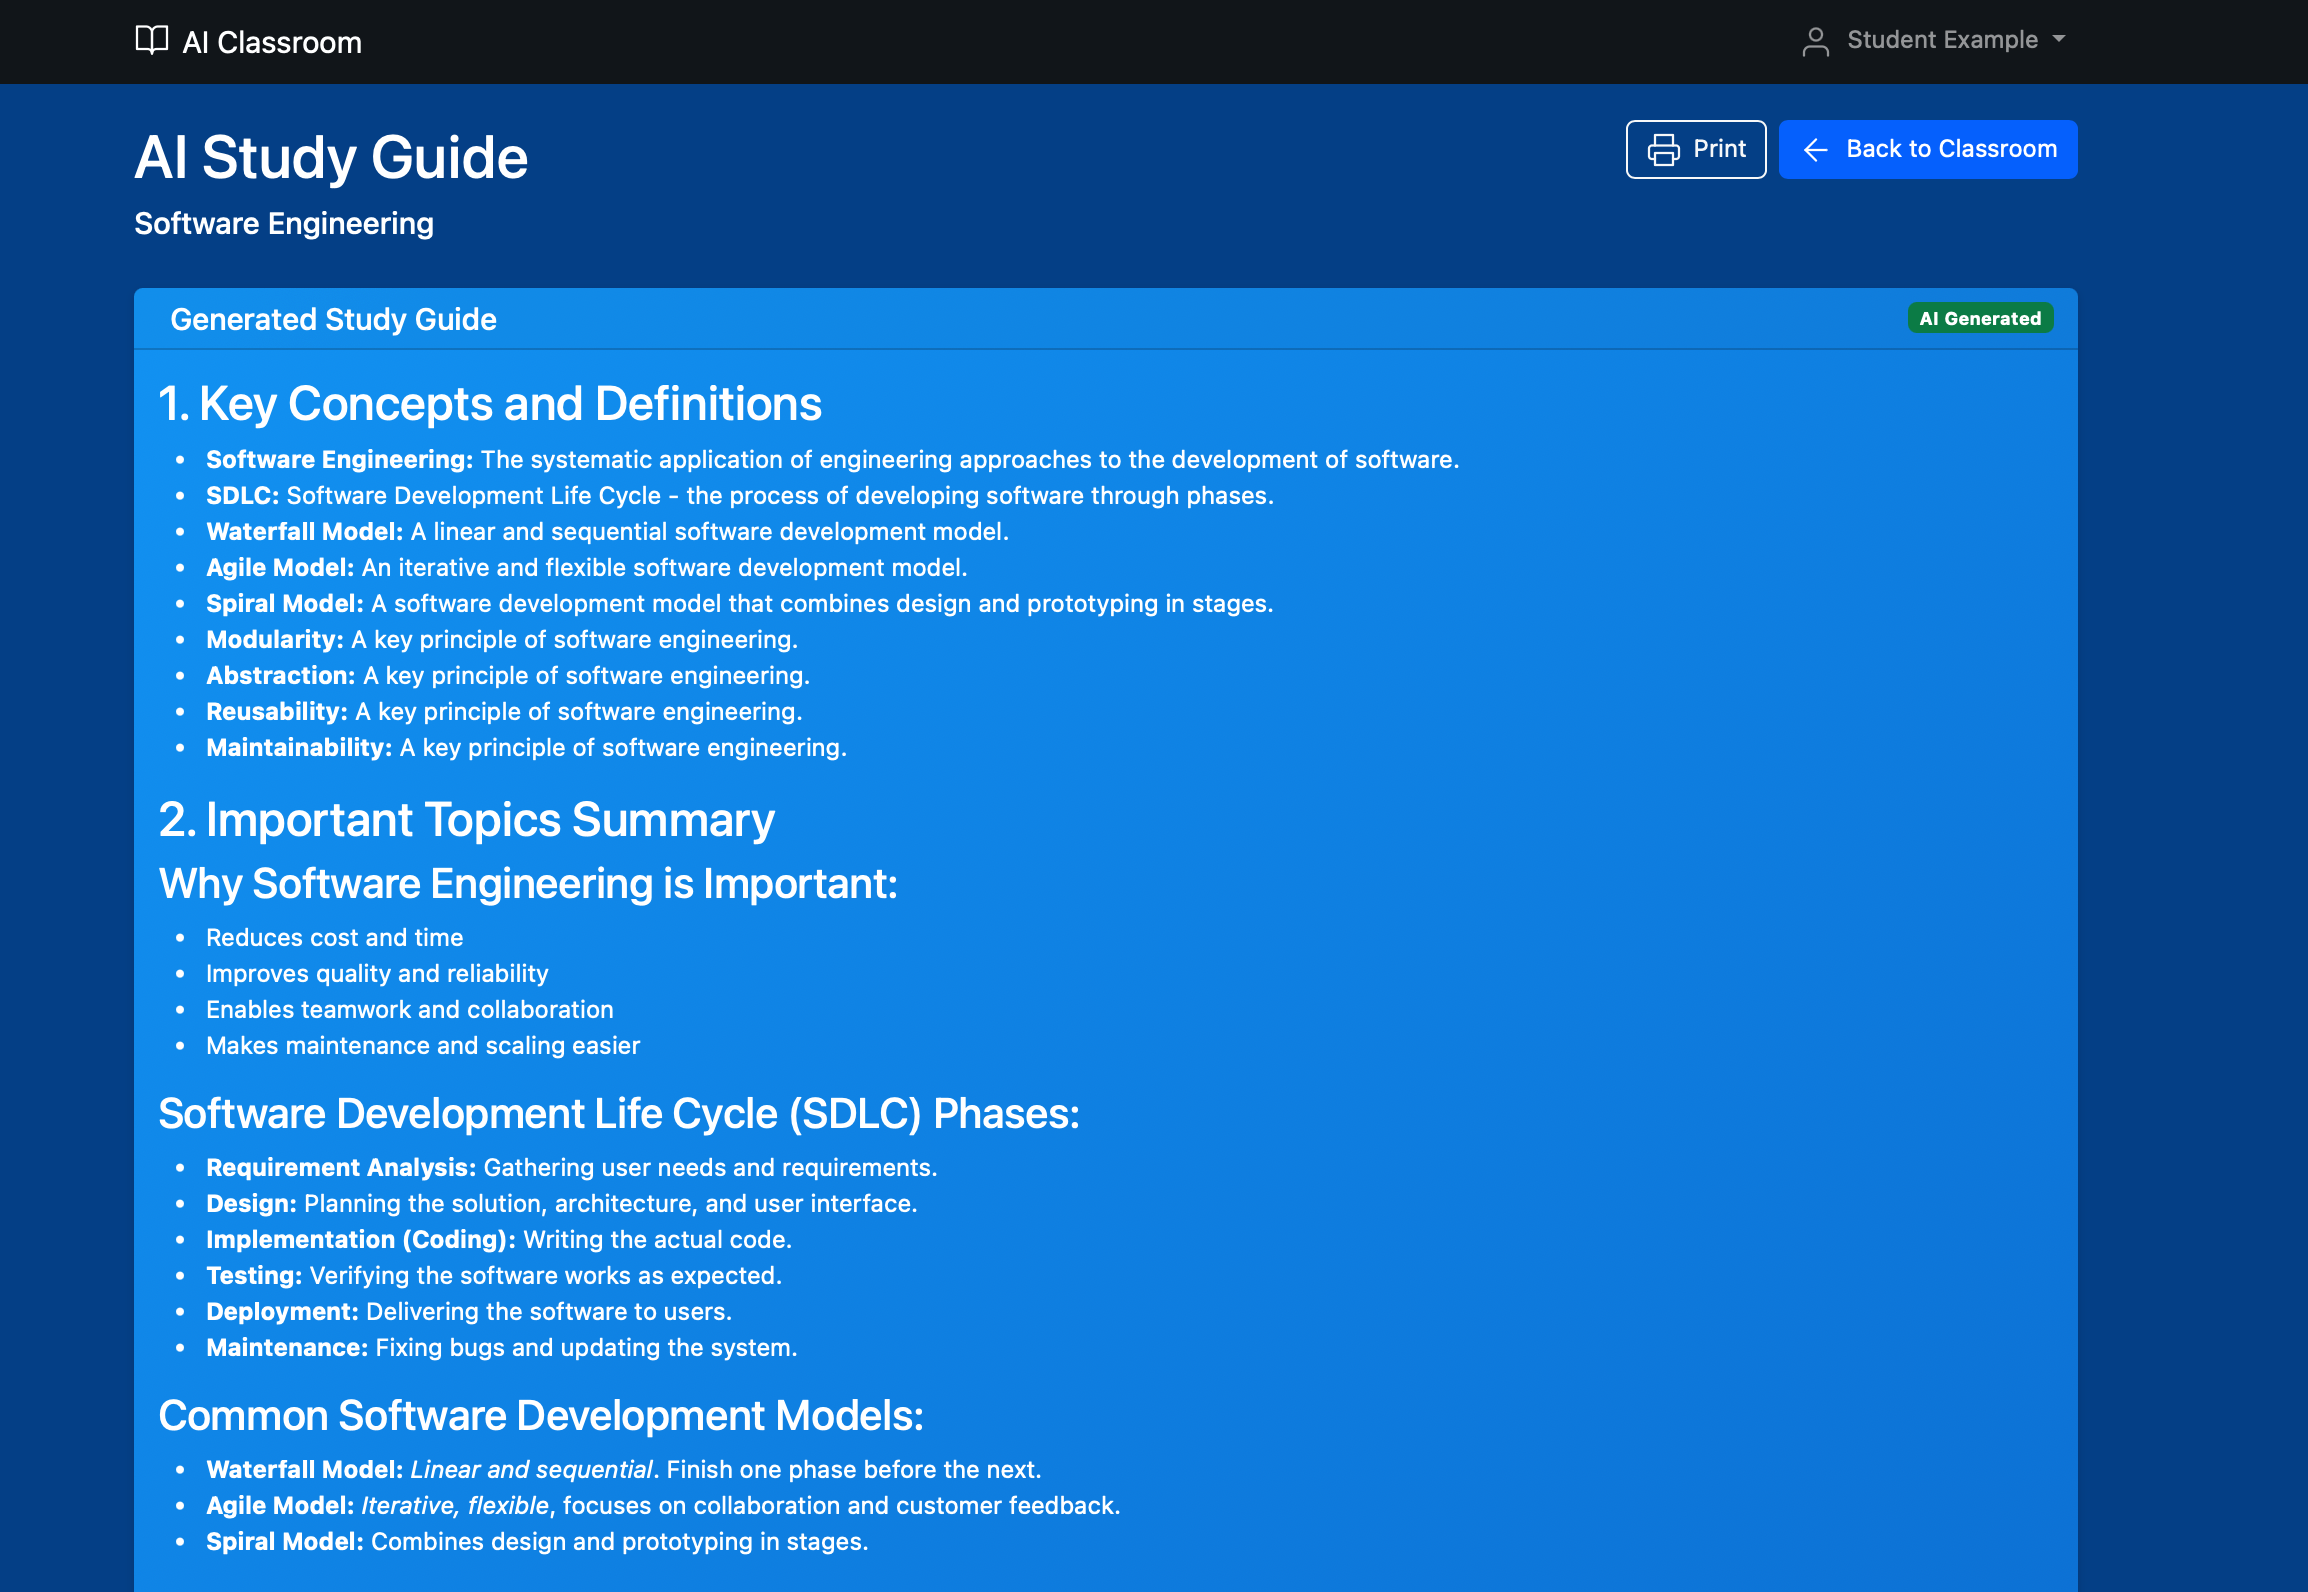 AI Classroom
Student Example
AI Study Guide
Print
Back to Classroom
Software Engineering
Generated Study Guide
AI Generated
1. Key Concepts and Definitions
• Software Engineering: The systematic application of engineering approaches to the development of software.
• SDLC: Software Development Life Cycle - the process of developing software through phases.
• Waterfall Model: A linear and sequential software development model.
• Agile Model: An iterative and flexible software development model.
• Spiral Model: A software development model that combines design and prototyping in stages.
• Modularity: A key principle of software engineering.
• Abstraction: A key principle of software engineering.
• Reusability: A key principle of software engineering.
• Maintainability: A key principle of software engineering.
2. Important Topics Summary
Why Software Engineering is Important:
• Reduces cost and time
• Improves quality and reliability
• Enables teamwork and collaboration
• Makes maintenance and scaling easier
Software Development Life Cycle (SDLC) Phases:
• Requirement Analysis: Gathering user needs and requirements.
• Design: Planning the solution, architecture, and user interface.
• Implementation (Coding): Writing the actual code.
• Testing: Verifying the software works as expected.
• Deployment: Delivering the software to users.
• Maintenance: Fixing bugs and updating the system.
Common Software Development Models:
• Waterfall Model: Linear and sequential. Finish one phase before the next.
• Agile Model: Iterative, flexible, focuses on collaboration and customer feedback.
• Spiral Model: Combines design and prototyping in stages.